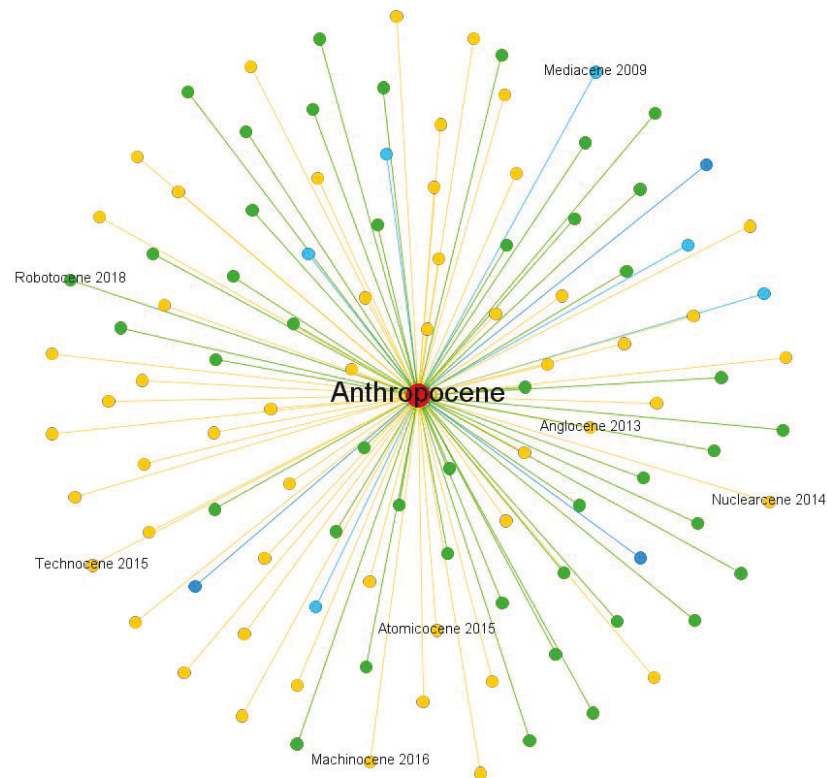 Mediacene 2009
Robotocene 2018
Anthropocene
Anglocene 2013
Nuclearcene 2014
Technocene 2015
Atomicocene 2015
Machinocene 2016